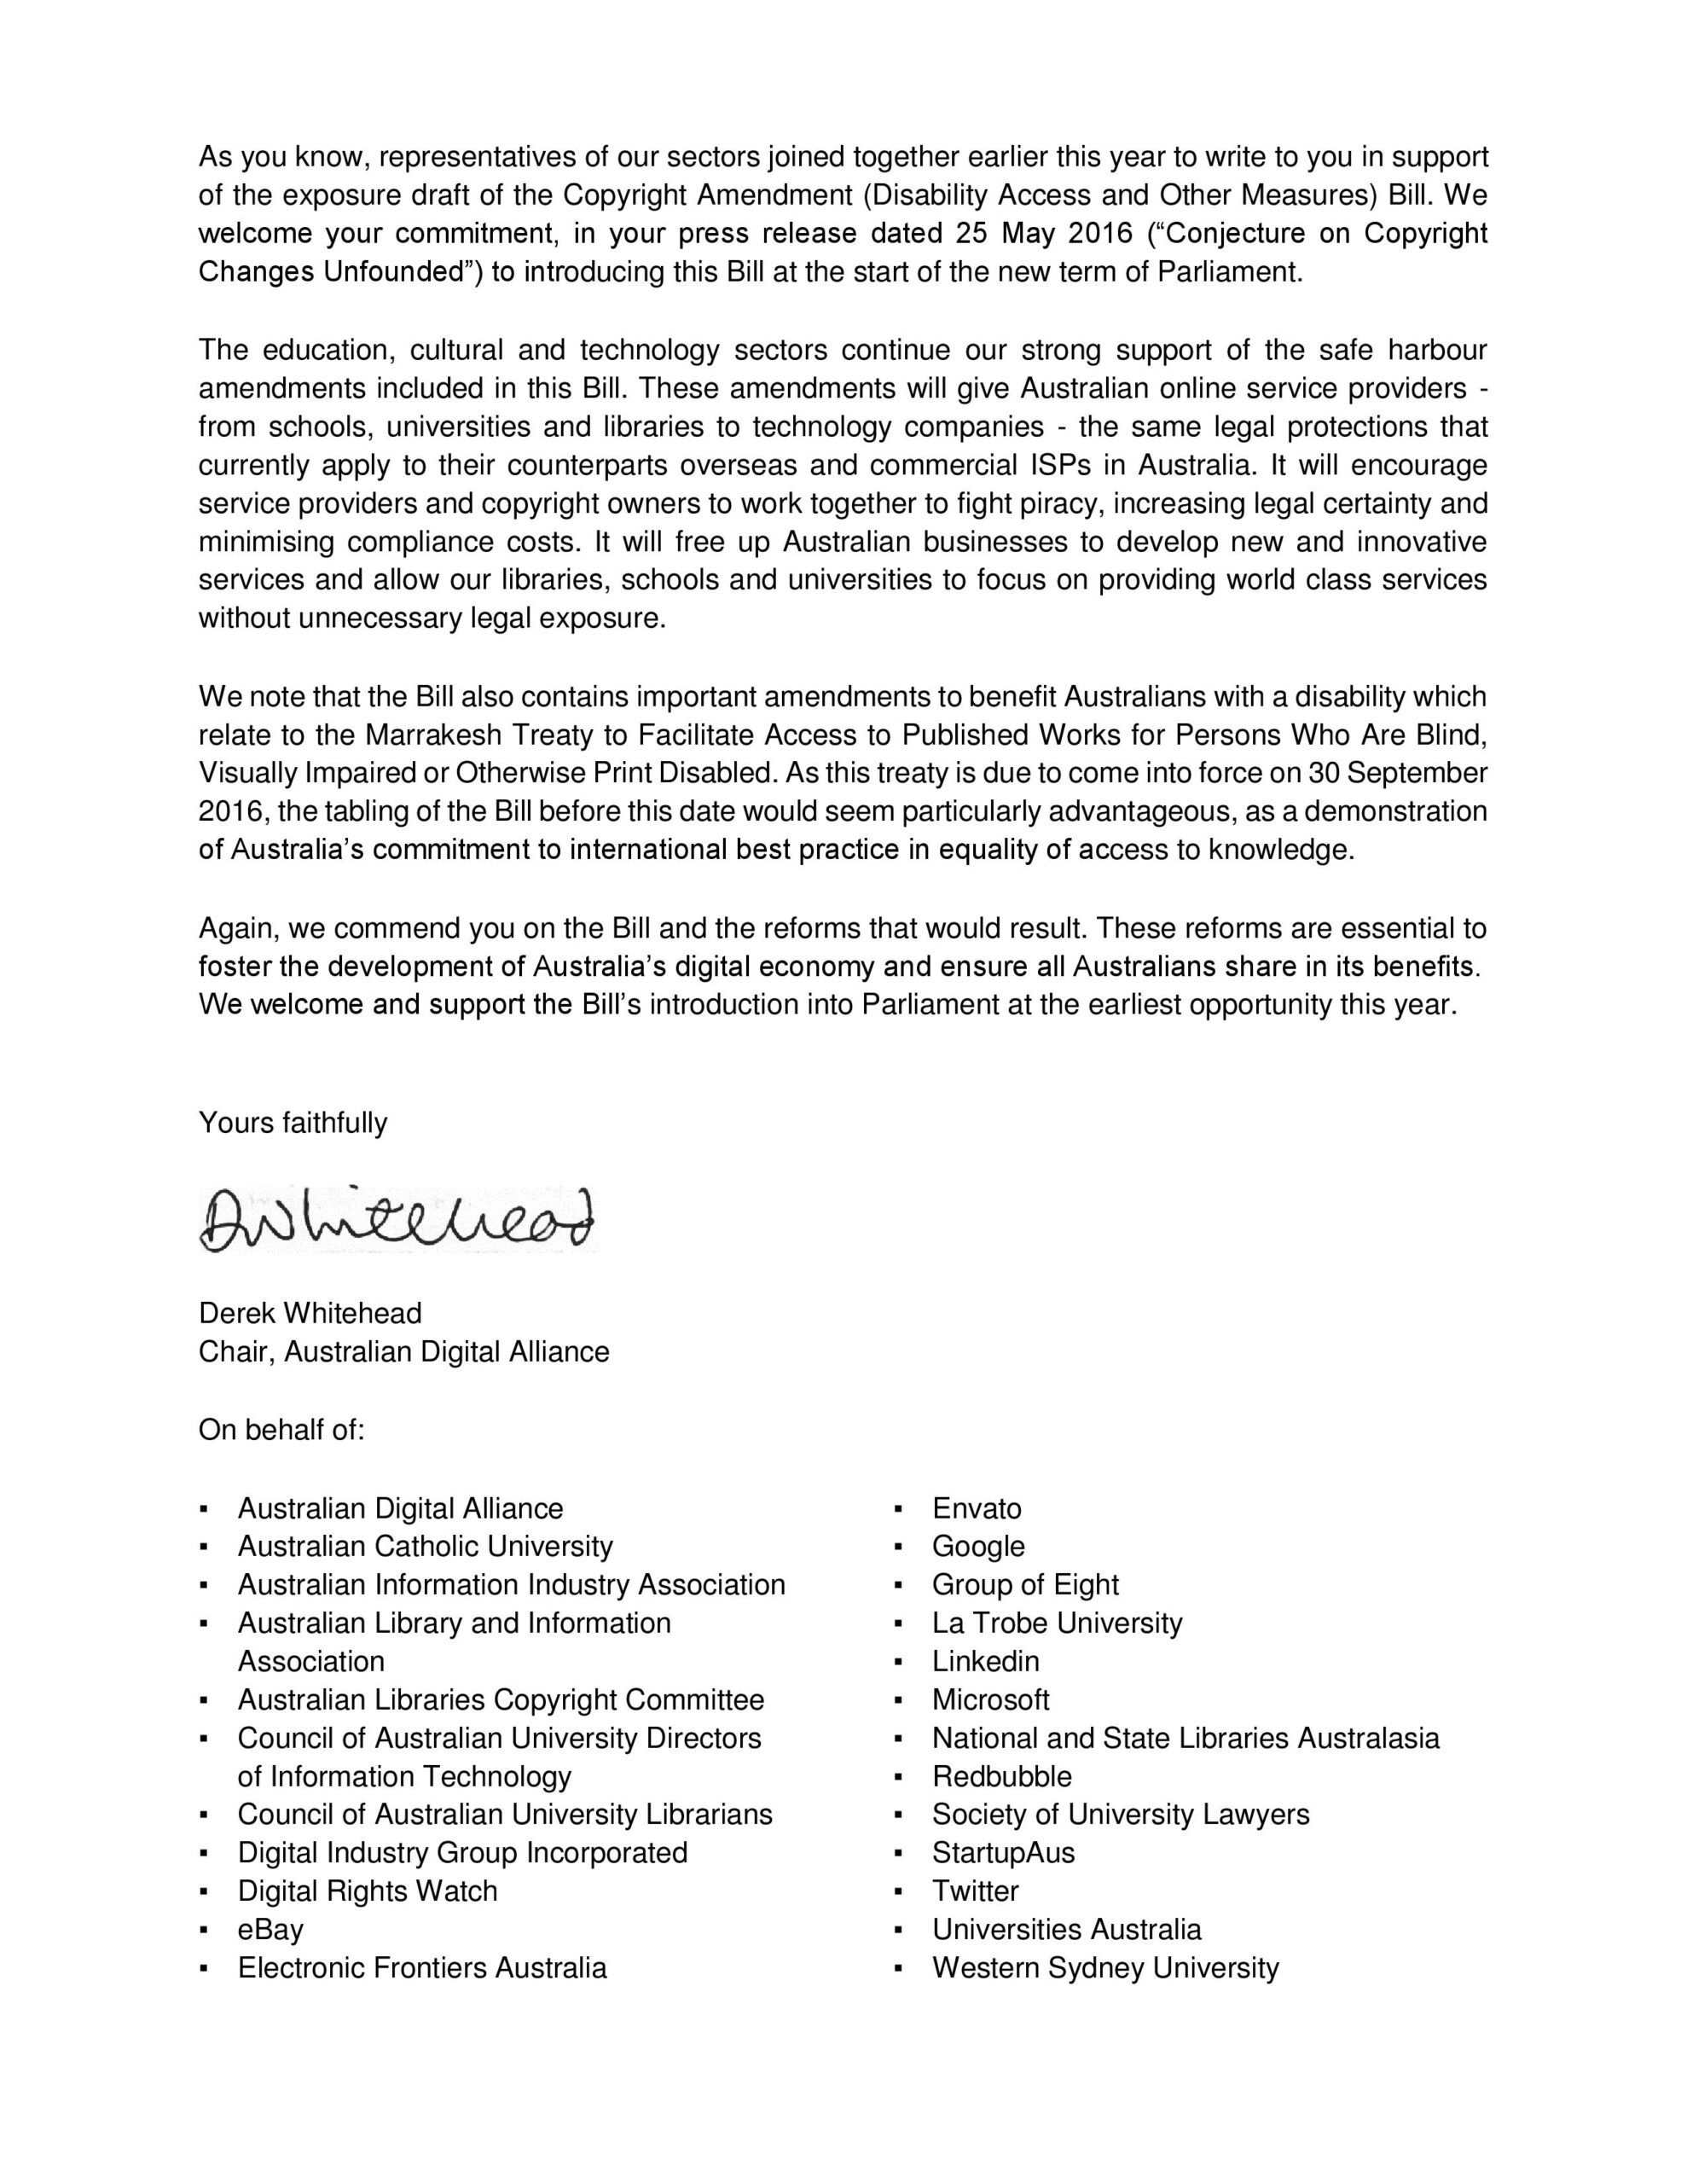 As you know, representatives of our sectors joined together earlier this year to write to you in support
of the exposure draft of the Copyright Amendment (Disability Access and Other Measures) Bill. We
welcome your commitment, in your press release dated 25 May 2016 (“Conjecture on Copyright
Changes Unfounded”) to introducing this Bill at the start of the new term of Parliament.
The education, cultural and technology sectors continue our strong support of the safe harbour
amendments included in this Bill. These amendments will give Australian online service providers -
from schools, universities and libraries to technology companies - the same legal protections that
currently apply to their counterparts overseas and commercial ISPs in Australia. It will encourage
service providers and copyright owners to work together to fight piracy, increasing legal certainty and
minimising compliance costs. It will free up Australian businesses to develop new and innovative
services and allow our libraries, schools and universities to focus on providing world class services
without unnecessary legal exposure.
We note that the Bill also contains important amendments to benefit Australians with a disability which
relate to the Marrakesh Treaty to Facilitate Access to Published Works for Persons Who Are Blind,
Visually Impaired or Otherwise Print Disabled. As this treaty is due to come into force on 30 September
2016, the tabling of the Bill before this date would seem particularly advantageous, as a demonstration
of Australia’s commitment to international best practice in equality of access to knowledge.
Again, we commend you on the Bill and the reforms that would result. These reforms are essential to
foster the development of Australia’s digital economy and ensure all Australians share in its benefits.
We welcome and support the Bill’s introduction into Parliament at the earliest opportunity this year.
Yours faithfully
DWhitehead
Derek Whitehead
Chair, Australian Digital Alliance
On behalf of:
▪ Australian Digital Alliance
▪ Australian Catholic University
▪ Australian Information Industry Association
▪ Australian Library and Information
Association
▪ Australian Libraries Copyright Committee
▪ Council of Australian University Directors
of Information Technology
▪ Council of Australian University Librarians
▪ Digital Industry Group Incorporated
▪ Digital Rights Watch
▪ eBay
▪ Electronic Frontiers Australia
▪ Envato
▪ Google
▪ Group of Eight
▪ La Trobe University
▪ Linkedin
▪ Microsoft
▪ National and State Libraries Australasia
▪ Redbubble
▪ Society of University Lawyers
▪ StartupAus
▪ Twitter
▪ Universities Australia
▪ Western Sydney University